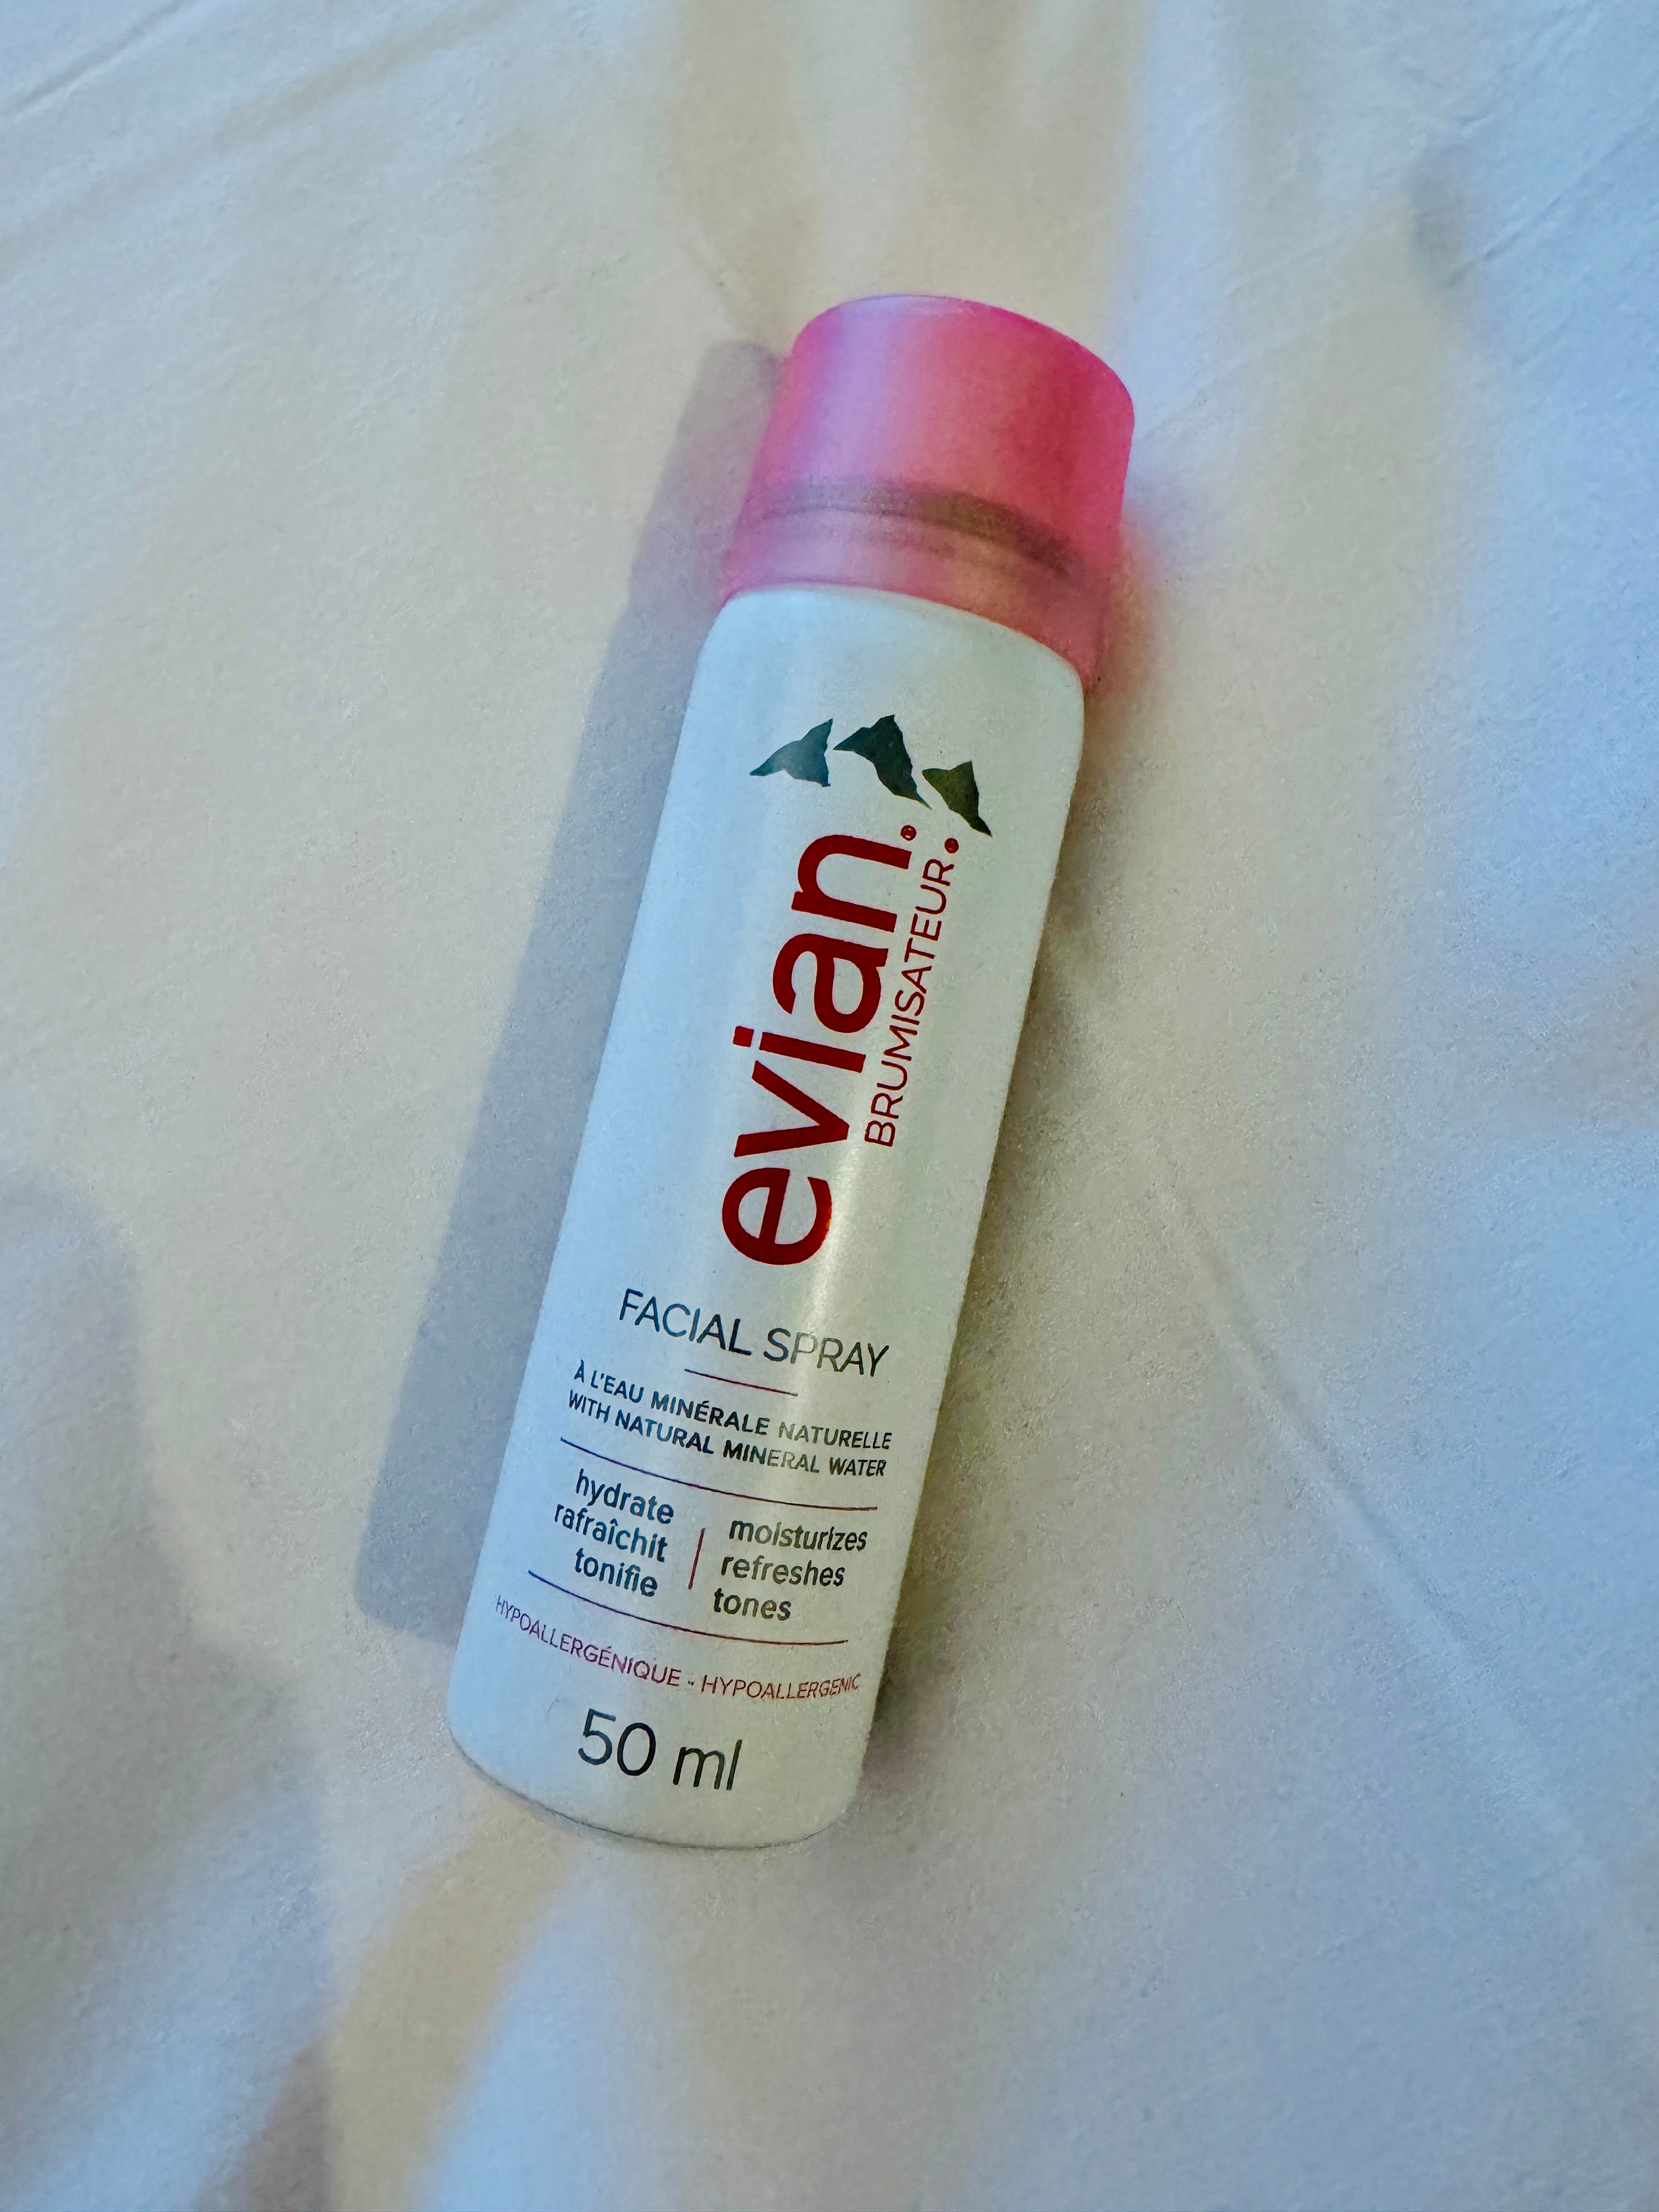 evian®
BRUMISATEUR®
FACIAL SPRAY
À L'EAU MINÉRALE NATURELLE
WITH NATURAL MINERAL WATER
hydrate
rafraîchit
tonifie
moisturizes
refreshes
tones
HYPOALLERGÉNIQUE - HYPOALLERGENIC
50 ml